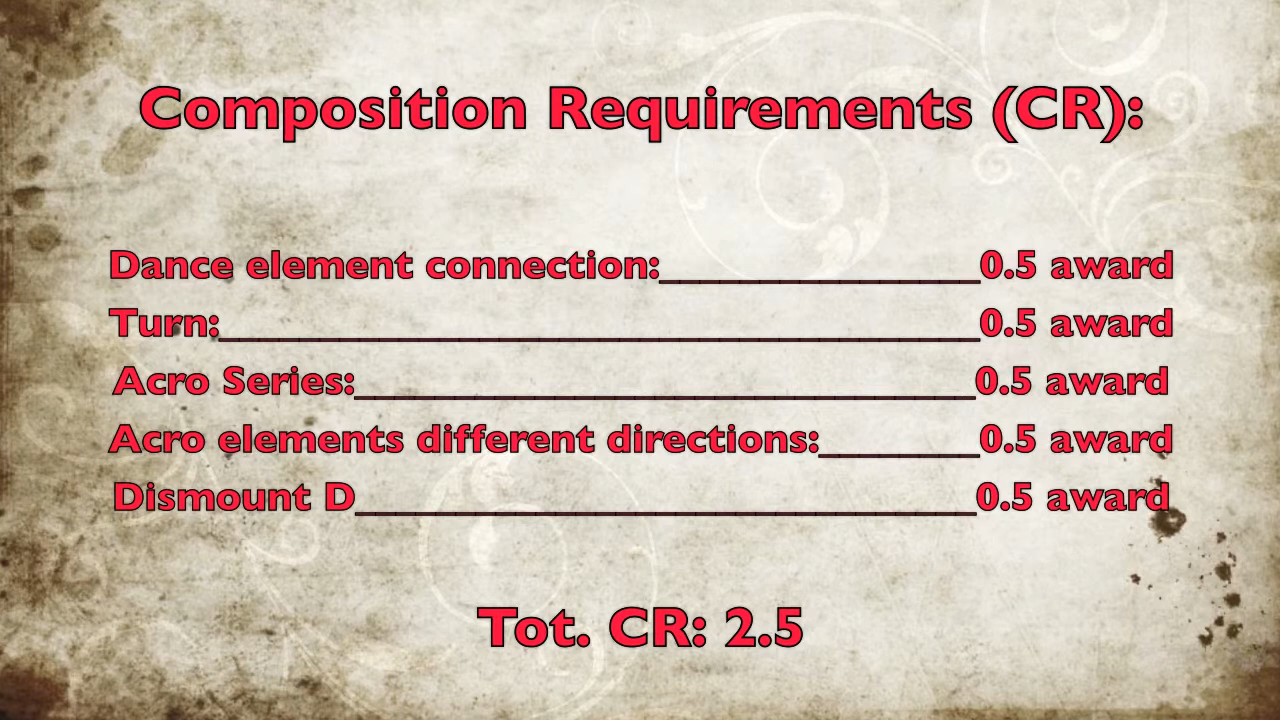 Composition Requirements (CR):
Dance element connection:________________0.5 award
Turn:______________________________________0.5 award
Acro Series:_______________________________0.5 award
Acro elements different directions:________0.5 award
Dismount D_______________________________0.5 award
Tot. CR: 2.5